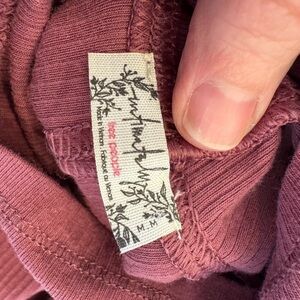 intimately
free people
Made in Vietnam Fabriqué au Vietnam
M M